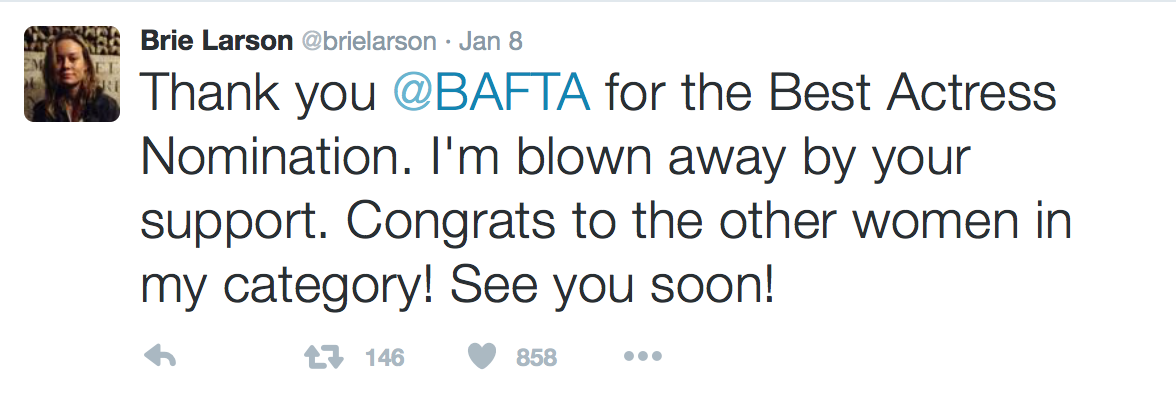 Brie Larson @brielarson · Jan 8
Thank you @BAFTA for the Best Actress
Nomination. I'm blown away by your
support. Congrats to the other women in
my category! See you soon!
146 858